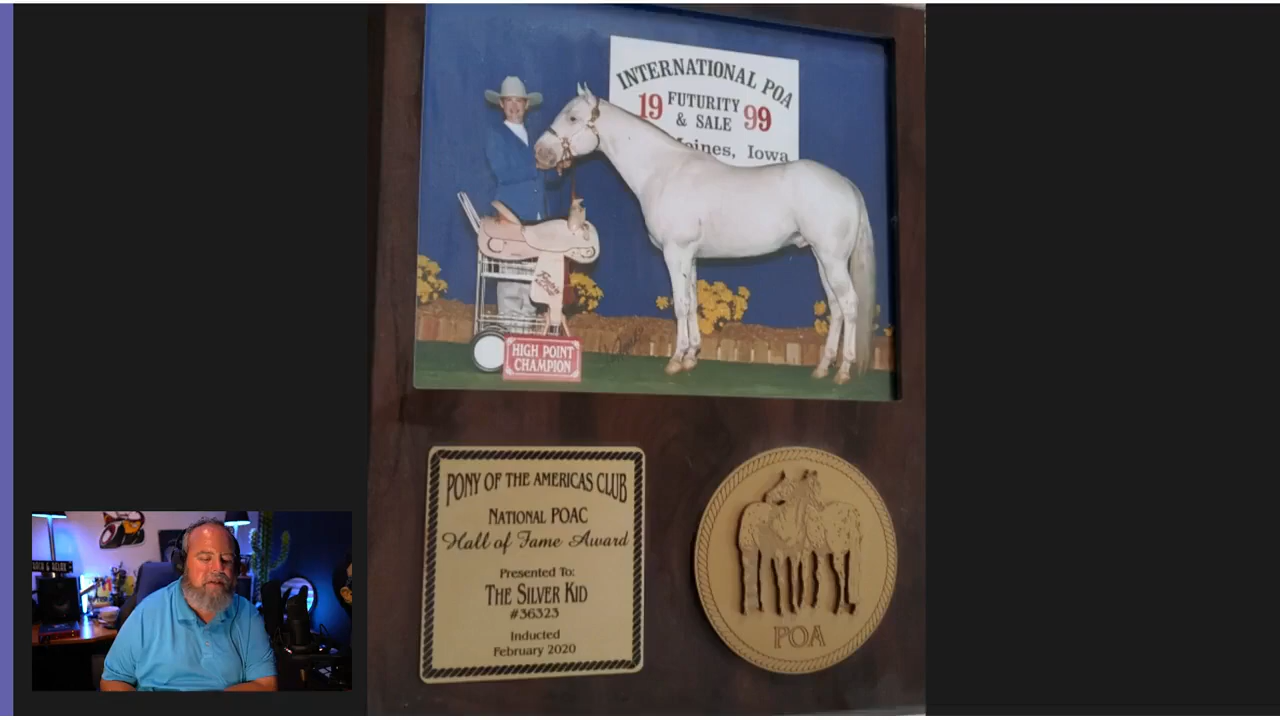 INTERNATIONAL POA
19 FUTURITY 99
& SALE
Moines, Iowa
HIGH POINT
CHAMPION
PONY OF THE AMERICAS CLUB
NATIONAL POAC
Hall of Fame Award
Presented To:
THE SILVER KID
#36323
Inducted
February 2020
POA
& RELAX